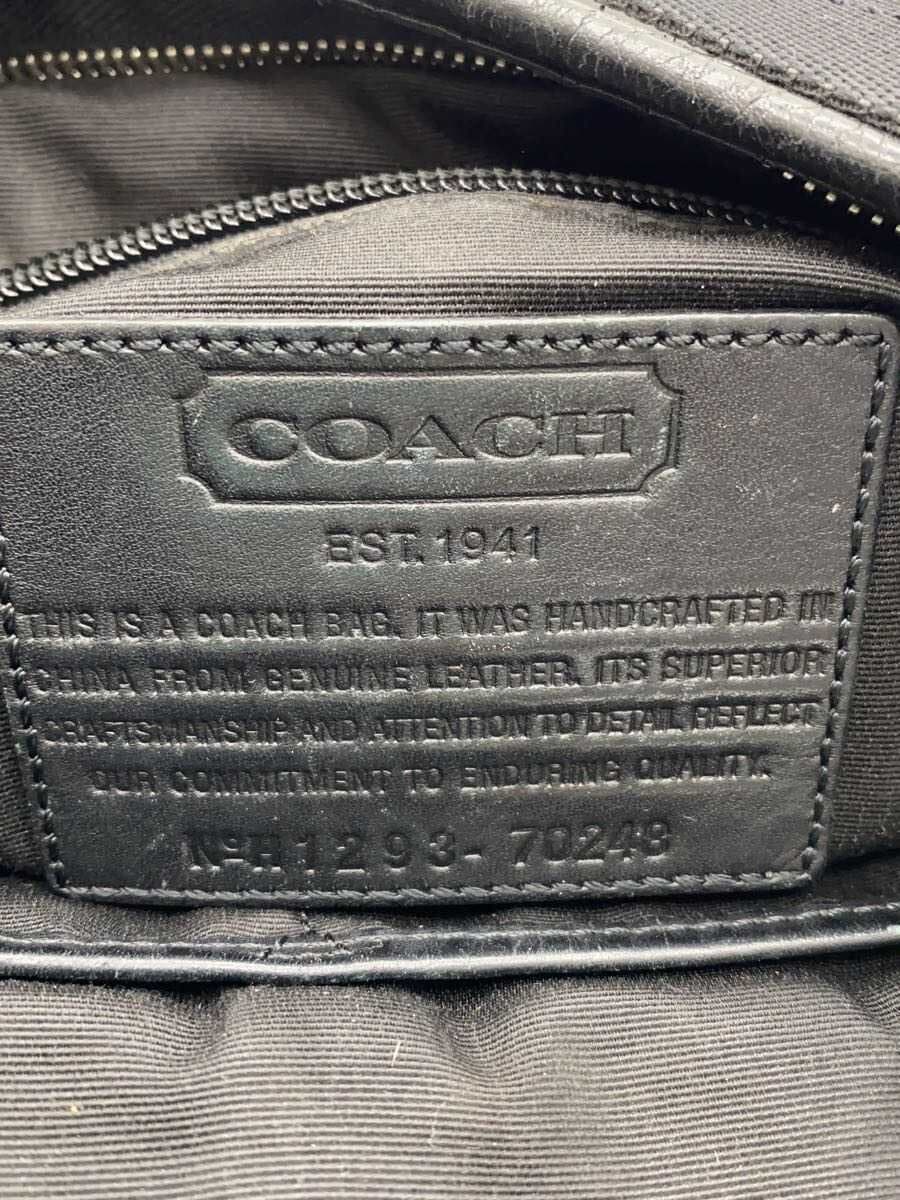 COACH
EST. 1941
THIS IS A COACH BAG. IT WAS HANDCRAFTED IN
CHINA FROM GENUINE LEATHER. ITS SUPERIOR
CRAFTSMANSHIP AND ATTENTION TO DETAIL REFLECT
OUR COMMITMENT TO ENDURING QUALITY.
Nº H1293-70248